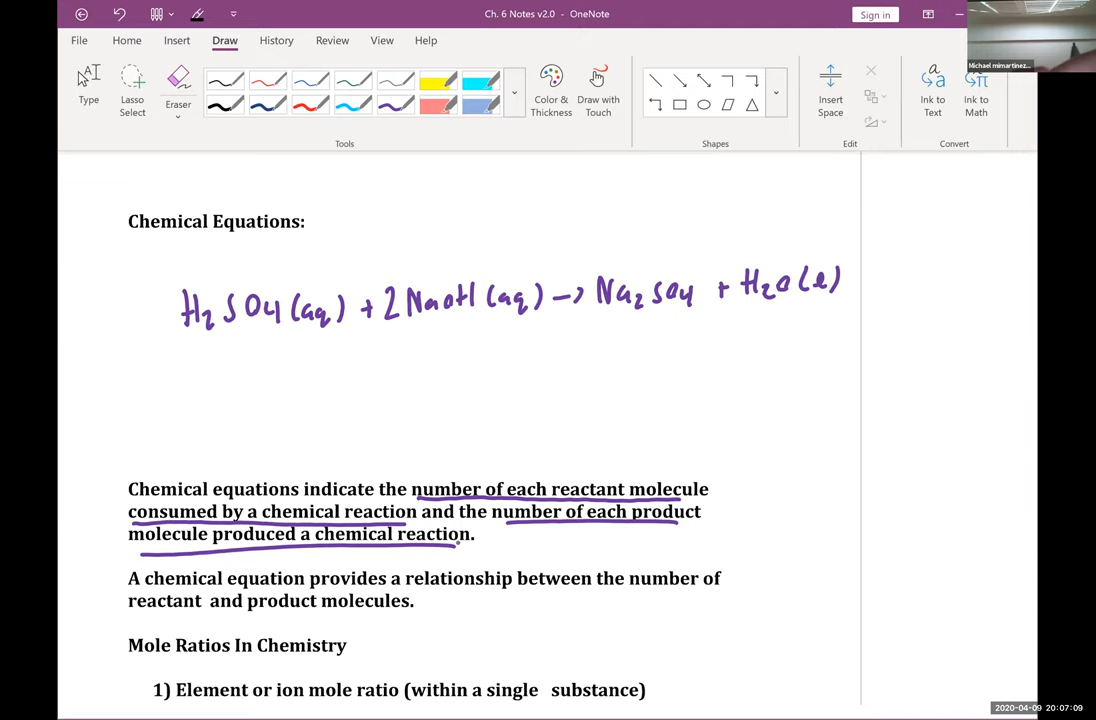 Ch. 6 Notes v2.0 - OneNote
Sign in
Michael mimartinez...
File Home Insert Draw History Review View Help
Type
Lasso Select
Eraser
Color & Thickness
Draw with Touch
Insert Space
Ink to Text
Ink to Math
Tools
Shapes
Edit
Convert
Chemical Equations:
H₂SO4(aq) + 2NaOH(aq) → Na₂SO4 + H₂O(l)
Chemical equations indicate the number of each reactant molecule
consumed by a chemical reaction and the number of each product
molecule produced a chemical reaction.
A chemical equation provides a relationship between the number of
reactant and product molecules.
Mole Ratios In Chemistry
1) Element or ion mole ratio (within a single substance)
2020-04-09 20:07:09